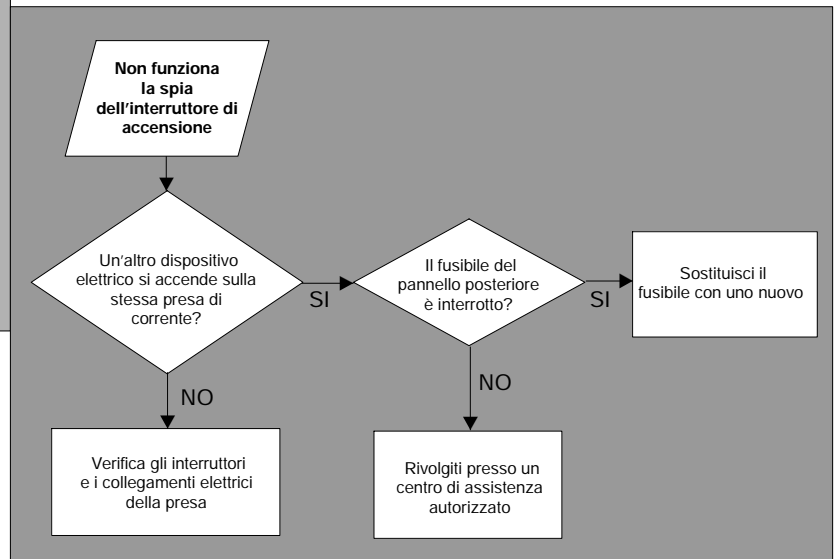 Non funziona
la spia
dell'interruttore di
accensione
Un'altro dispositivo
elettrico si accende sulla
stessa presa di
corrente?
SI
Il fusibile del
pannello posteriore
è interrotto?
SI
Sostituisci il
fusibile con uno nuovo
NO
NO
Verifica gli interruttori
e i collegamenti elettrici
della presa
Rivolgiti presso un
centro di assistenza
autorizzato